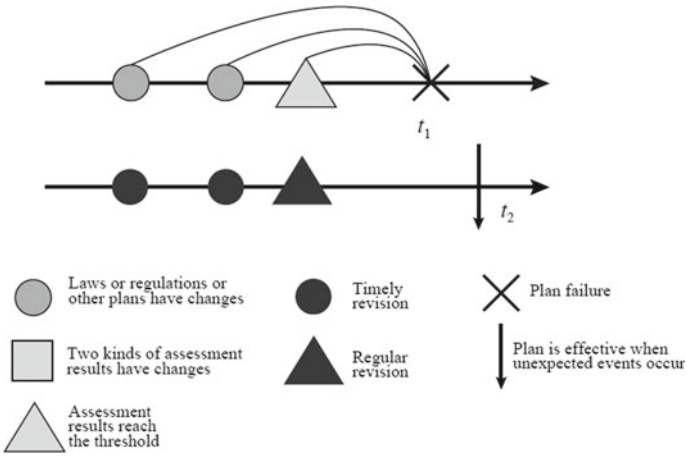 t1
t2
Laws or regulations or
other plans have changes
Timely
revision
Plan failure
Two kinds of assessment
results have changes
Regular
revision
Plan is effective when
unexpected events occur
Assessment
results reach
the threshold